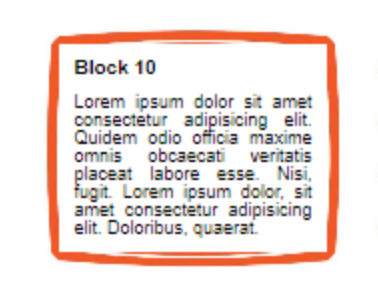 Block 10
Lorem ipsum dolor sit amet
consectetur adipisicing elit.
Quidem odio officia maxime
omnis obcaecati veritatis
placeat labore esse. Nisi,
fugit. Lorem ipsum dolor, sit
amet consectetur adipisicing
elit. Doloribus, quaerat.